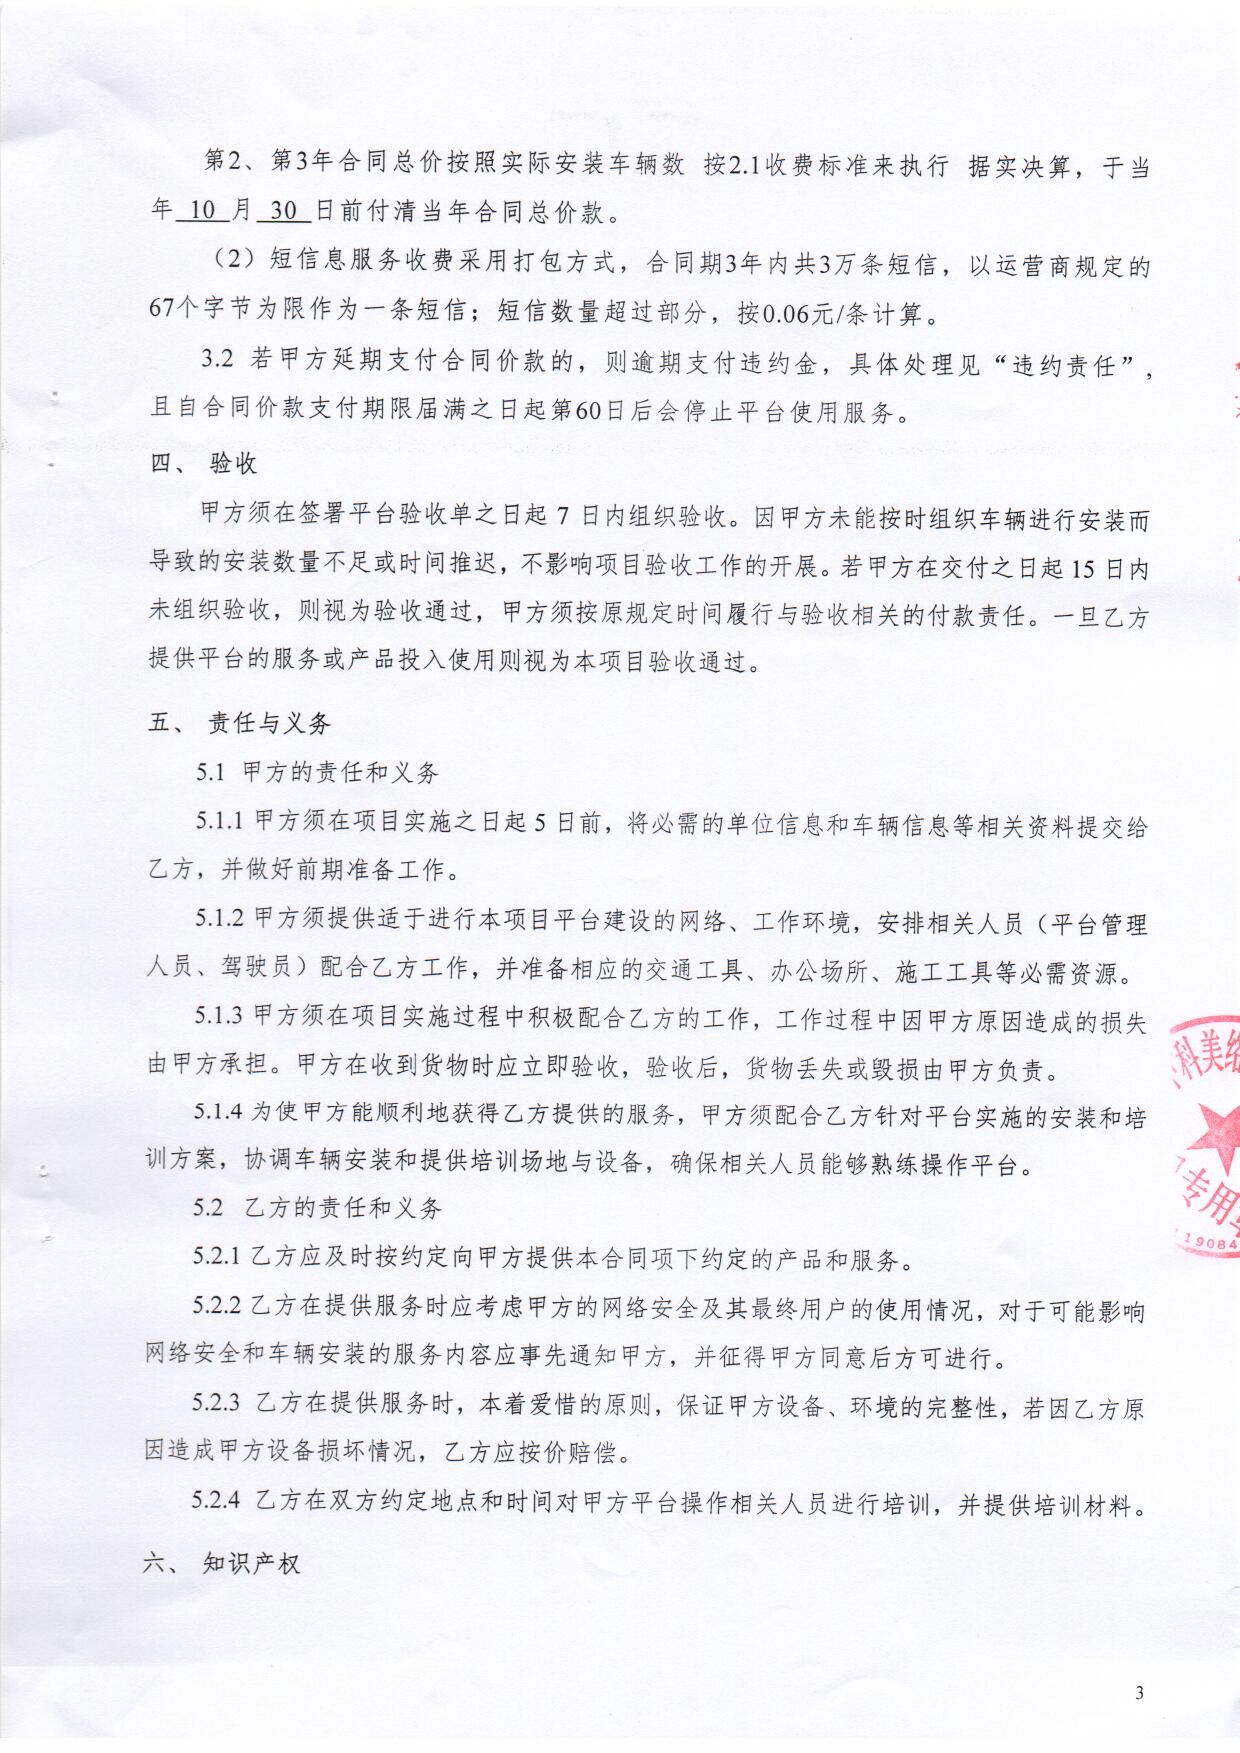 第2、第3年合同总价按照实际安装车辆数 按2.1收费标准来执行 据实决算，于当
年 10 月 30 日前付清当年合同总价款。
（2）短信息服务收费采用打包方式，合同期3年内共3万条短信，以运营商规定的
67个字节为限作为一条短信；短信数量超过部分，按0.06元/条计算。
3.2 若甲方延期支付合同价款的，则逾期支付违约金，具体处理见“违约责任”，
且自合同价款支付期限届满之日起第60日后会停止平台使用服务。
四、 验收
甲方须在签署平台验收单之日起 7 日内组织验收。因甲方未能按时组织车辆进行安装而
导致的安装数量不足或时间推迟，不影响项目验收工作的开展。若甲方在交付之日起 15 日内
未组织验收，则视为验收通过，甲方须按原规定时间履行与验收相关的付款责任。一旦乙方
提供平台的服务或产品投入使用则视为本项目验收通过。
五、 责任与义务
5.1 甲方的责任和义务
5.1.1 甲方须在项目实施之日起 5 日前，将必需的单位信息和车辆信息等相关资料提交给
乙方，并做好前期准备工作。
5.1.2 甲方须提供适于进行本项目平台建设的网络、工作环境，安排相关人员（平台管理
人员、驾驶员）配合乙方工作，并准备相应的交通工具、办公场所、施工工具等必需资源。
5.1.3 甲方须在项目实施过程中积极配合乙方的工作，工作过程中因甲方原因造成的损失
由甲方承担。甲方在收到货物时应立即验收，验收后，货物丢失或毁损由甲方负责。
5.1.4 为使甲方能顺利地获得乙方提供的服务，甲方须配合乙方针对平台实施的安装和培
训方案，协调车辆安装和提供培训场地与设备，确保相关人员能够熟练操作平台。
5.2 乙方的责任和义务
5.2.1 乙方应及时按约定向甲方提供本合同项下约定的产品和服务。
5.2.2 乙方在提供服务时应考虑甲方的网络安全及其最终用户的使用情况，对于可能影响
网络安全和车辆安装的服务内容应事先通知甲方，并征得甲方同意后方可进行。
5.2.3 乙方在提供服务时，本着爱惜的原则，保证甲方设备、环境的完整性，若因乙方原
因造成甲方设备损坏情况，乙方应按价赔偿。
5.2.4 乙方在双方约定地点和时间对甲方平台操作相关人员进行培训，并提供培训材料。
六、 知识产权
科美
专用
19084
3